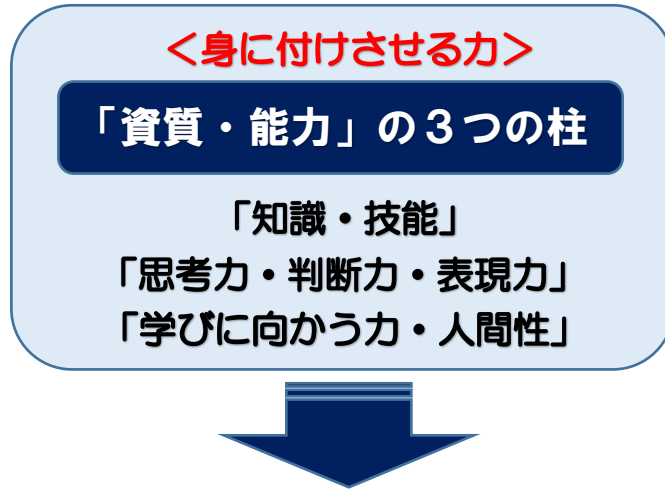 ＜身に付けさせる力＞
「資質・能力」の３つの柱
「知識・技能」
「思考力・判断力・表現力」
「学びに向かう力・人間性」